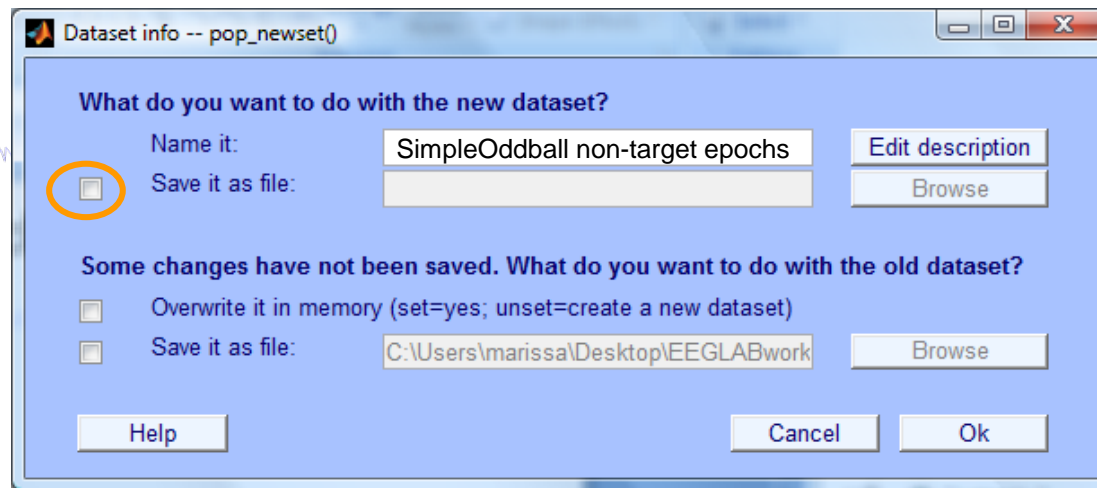 Dataset info -- pop_newset()
What do you want to do with the new dataset?
Name it: SimpleOddball non-target epochs Edit description
Save it as file: Browse
Some changes have not been saved. What do you want to do with the old dataset?
Overwrite it in memory (set=yes; unset=create a new dataset)
Save it as file: C:\Users\marissa\Desktop\EEGLABwork Browse
Help Cancel Ok